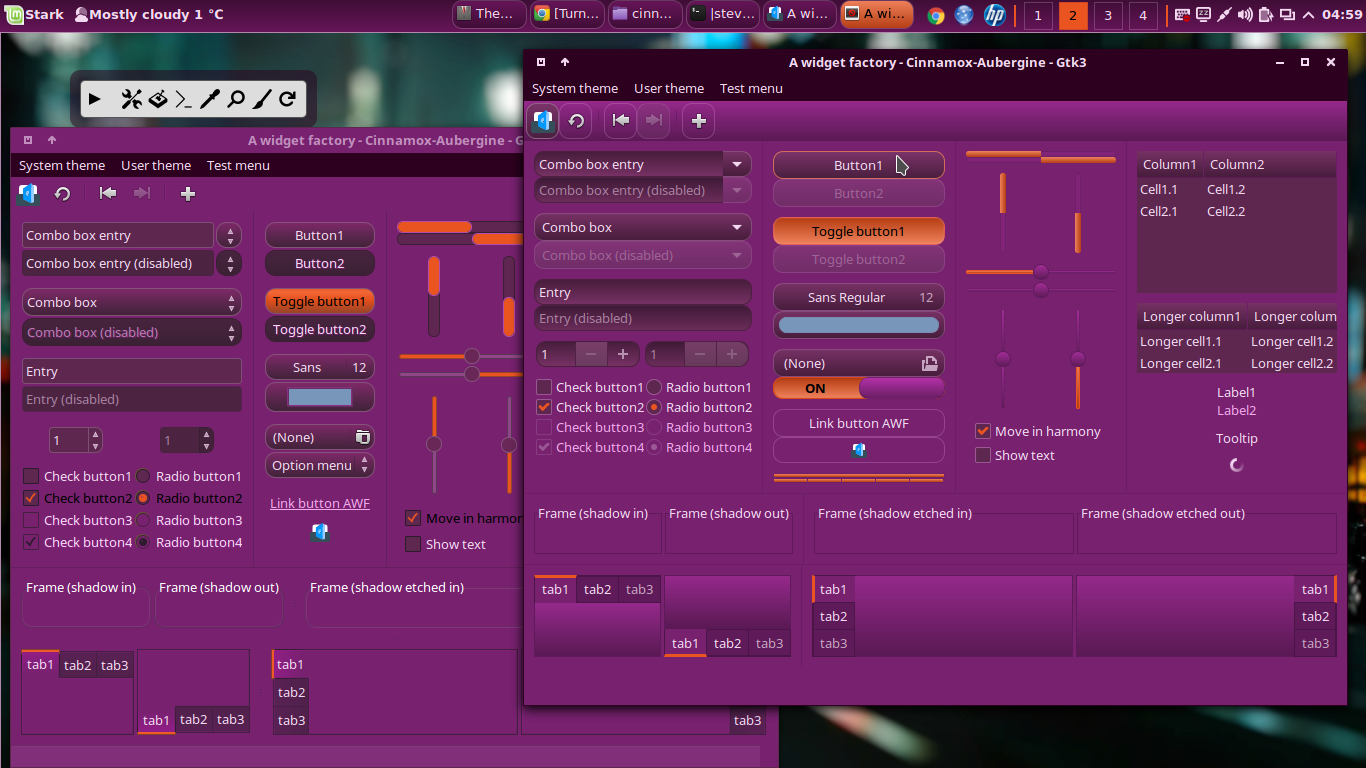 Stark Mostly cloudy 1 °C
The... [Turn... cinn... |stev... A wi... A wi...
1 2 3 4 04:59
A widget factory - Cinnamox-Aubergine - Gtk3
System theme User theme Test menu
Combo box entry
Combo box entry (disabled)
Combo box
Combo box (disabled)
Entry
Entry (disabled)
1 1
Check button1 Radio button1
Check button2 Radio button2
Check button3 Radio button3
Check button4 Radio button4
Button1
Button2
Toggle button1
Toggle button2
Sans Regular 12
(None)
ON
Link button AWF
Move in harmony
Show text
Column1 Column2
Cell1.1 Cell1.2
Cell2.1 Cell2.2
Longer column1 Longer colum
Longer cell1.1 Longer cell1.2
Longer cell2.1 Longer cell2.2
Label1
Label2
Tooltip
Frame (shadow in) Frame (shadow out) Frame (shadow etched in) Frame (shadow etched out)
tab1 tab2 tab3
tab1 tab2 tab3
tab1
tab2
tab3
tab1
tab2
tab3
A widget factory - Cinnamox-Aubergine - G
System theme User theme Test menu
Combo box entry
Combo box entry (disabled)
Combo box
Combo box (disabled)
Entry
Entry (disabled)
1 1
Check button1 Radio button1
Check button2 Radio button2
Check button3 Radio button3
Check button4 Radio button4
Button1
Button2
Toggle button1
Toggle button2
Sans 12
(None)
Option menu
Link button AWF
Move in harmon
Show text
Frame (shadow in) Frame (shadow out) Frame (shadow etched in)
tab1 tab2 tab3
tab1 tab2 tab3
tab1
tab2
tab3
tab3